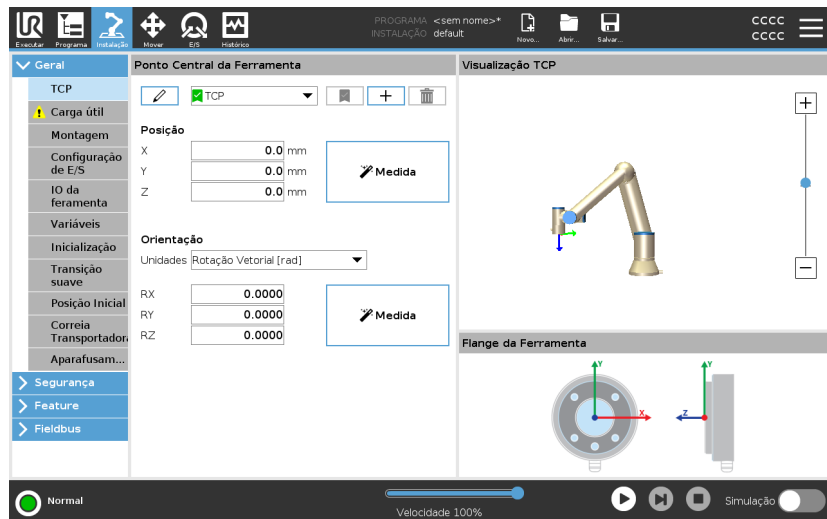 PROGRAMA <sem nome>*
INSTALAÇÃO default
cccc
cccc
Executar Programa Instalação Mover E/S Histórico Novo... Abrir... Salvar...
Geral
TCP
Carga útil
Montagem
Configuração
de E/S
IO da
feramenta
Variáveis
Inicialização
Transição
suave
Posição Inicial
Correia
Transportadora
Aparafusam...
Segurança
Feature
Fieldbus
Ponto Central da Ferramenta
TCP
Posição
X 0.0 mm
Y 0.0 mm
Z 0.0 mm
Medida
Orientação
Unidades Rotação Vetorial [rad]
RX 0.0000
RY 0.0000
RZ 0.0000
Medida
Visualização TCP
Flange da Ferramenta
Y
X
Y
Z
Normal
Velocidade 100%
Simulação